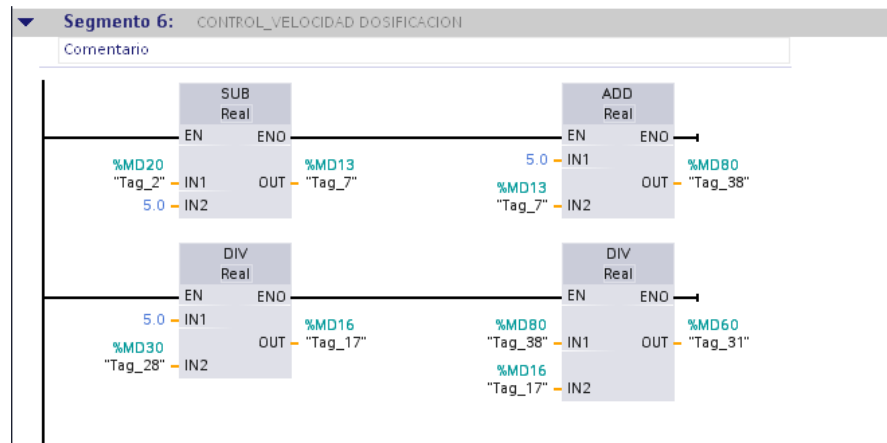 Segmento 6: CONTROL_VELOCIDAD DOSIFICACION
Comentario
SUB
Real
EN ENO
%MD20
"Tag_2" IN1
5.0 IN2
OUT
%MD13
"Tag_7"
ADD
Real
EN ENO
5.0 IN1
%MD13
"Tag_7" IN2
OUT
%MD80
"Tag_38"
DIV
Real
EN ENO
5.0 IN1
%MD30
"Tag_28" IN2
OUT
%MD16
"Tag_17"
DIV
Real
EN ENO
%MD80
"Tag_38" IN1
%MD16
"Tag_17" IN2
OUT
%MD60
"Tag_31"